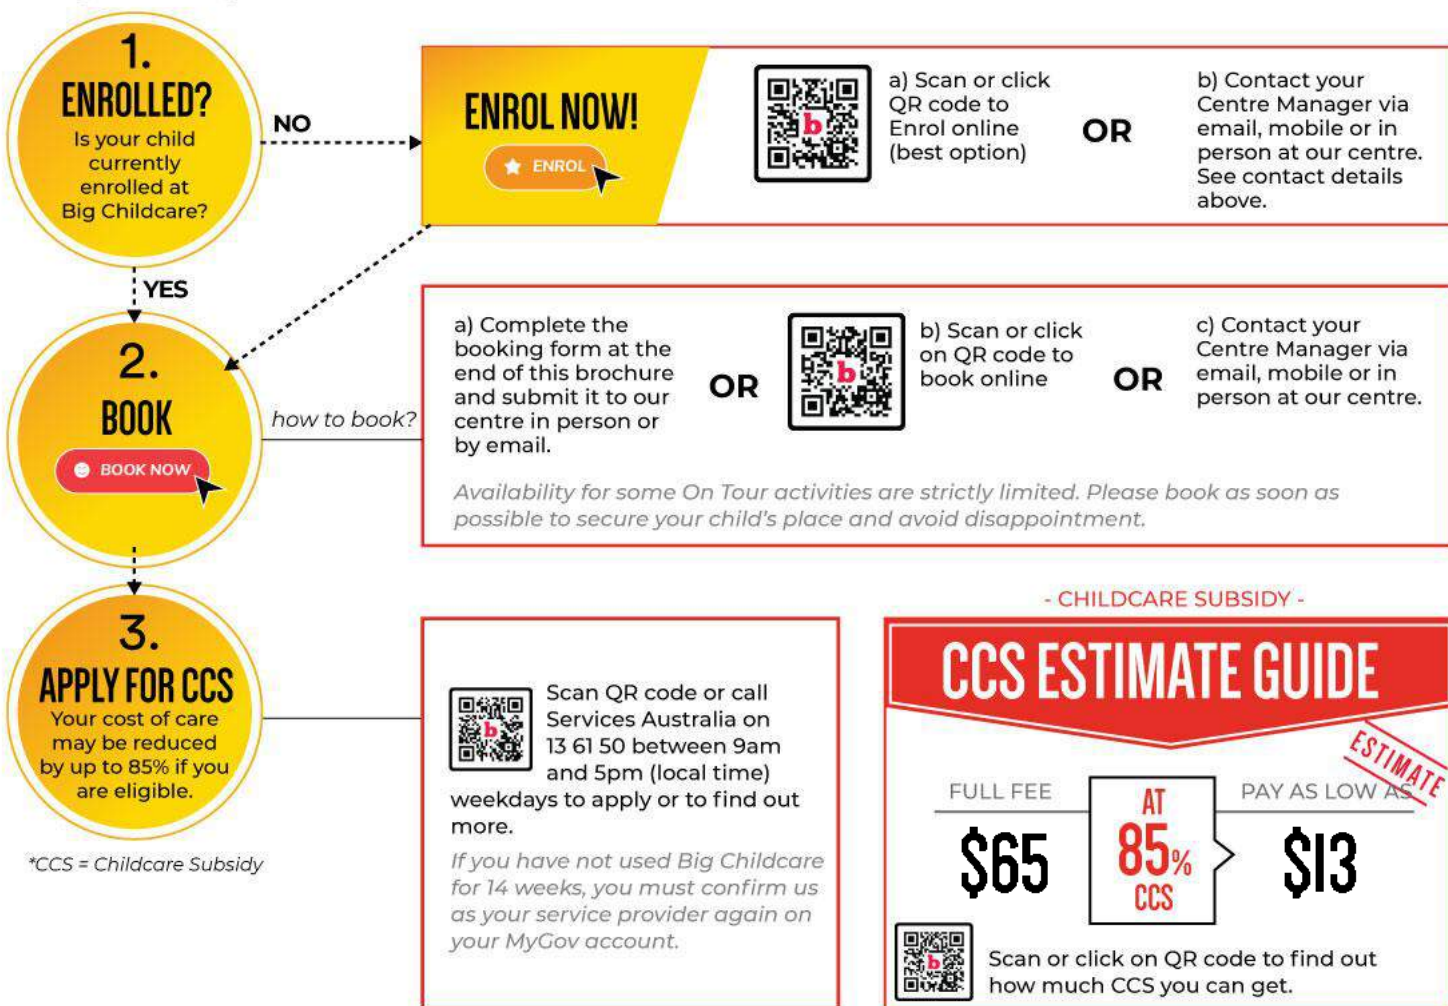 1.
ENROLLED?
Is your child
currently
enrolled at
Big Childcare?
NO
ENROL NOW!
ENROL
b
a) Scan or click
QR code to
Enrol online
(best option)
OR
b) Contact your
Centre Manager via
email, mobile or in
person at our centre.
See contact details
above.
YES
2.
BOOK
BOOK NOW
how to book?
a) Complete the
booking form at the
end of this brochure
and submit it to our
centre in person or
by email.
OR
b
b) Scan or click
on QR code to
book online
OR
c) Contact your
Centre Manager via
email, mobile or in
person at our centre.
Availability for some On Tour activities are strictly limited. Please book as soon as
possible to secure your child's place and avoid disappointment.
3.
APPLY FOR CCS
Your cost of care
may be reduced
by up to 85% if you
are eligible.
*CCS = Childcare Subsidy
b
Scan QR code or call
Services Australia on
13 61 50 between 9am
and 5pm (local time)
weekdays to apply or to find out
more.
If you have not used Big Childcare
for 14 weeks, you must confirm us
as your service provider again on
your MyGov account.
- CHILDCARE SUBSIDY -
CCS ESTIMATE GUIDE
ESTIMATE
FULL FEE
$65
AT
85%
CCS
PAY AS LOW AS
$13
b
Scan or click on QR code to find out
how much CCS you can get.